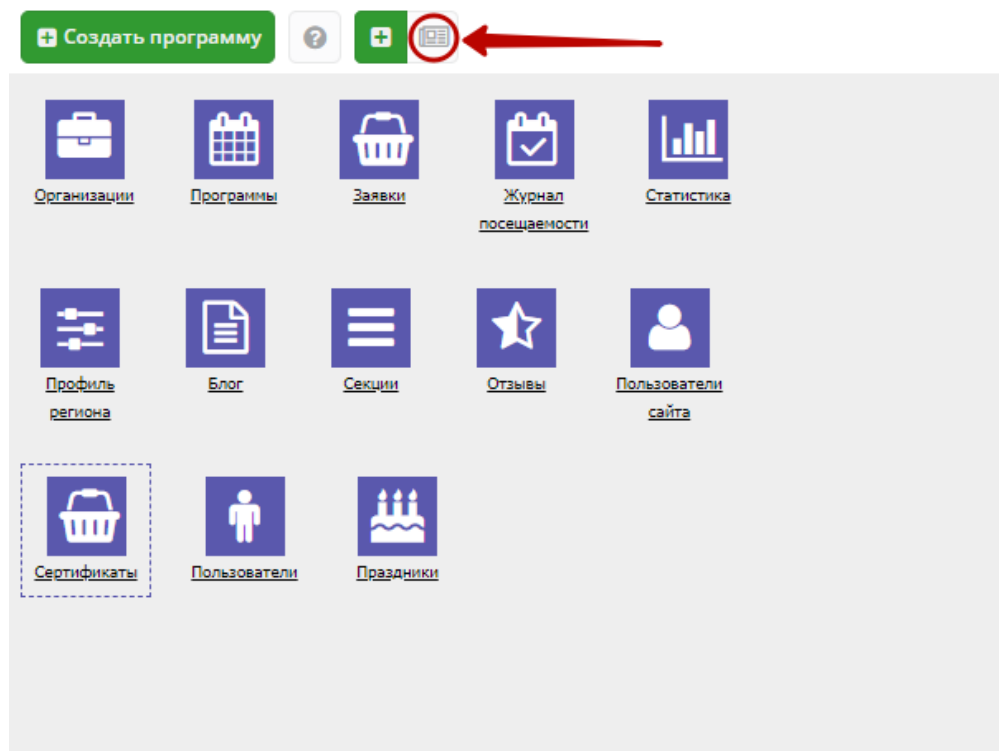 Создать программу
Организации
Программы
Заявки
Журнал
посещаемости
Статистика
Профиль
региона
Блог
Секции
Отзывы
Пользователи
сайта
Сертификаты
Пользователи
Праздники